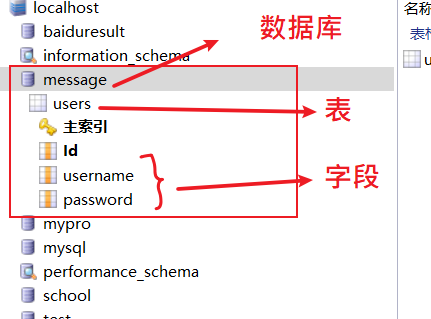 localhost
名称
baiduresult
数据库
information_schema
message
users
表
主索引
Id
username
字段
password
mypro
mysql
performance_schema
school